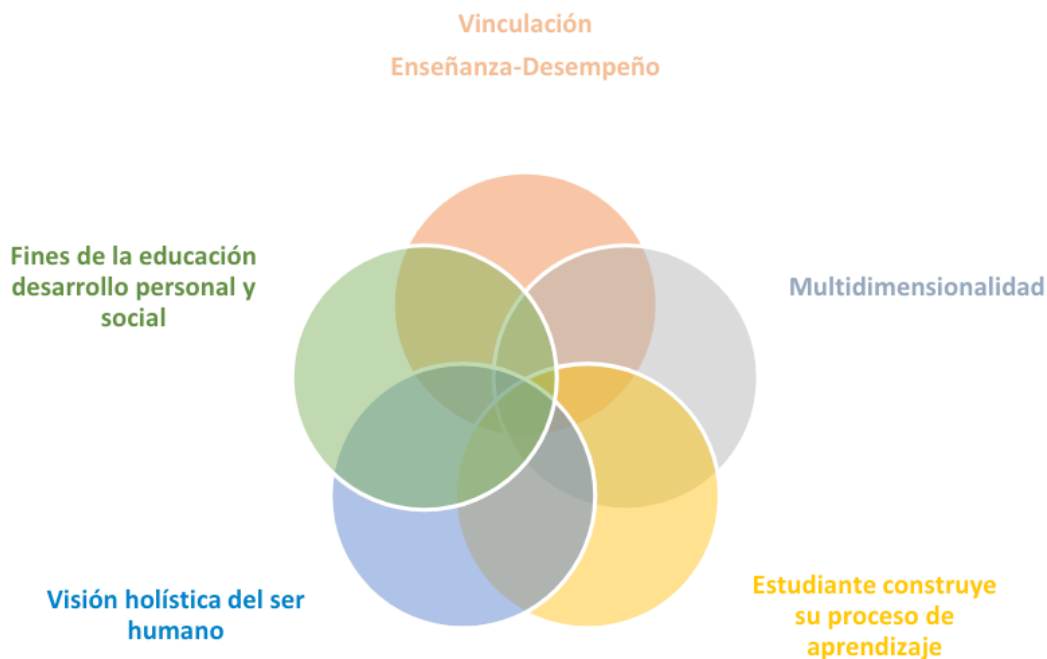 Vinculación
Enseñanza-Desempeño
Fines de la educación
desarrollo personal y
social
Multidimensionalidad
Visión holística del ser
humano
Estudiante construye
su proceso de
aprendizaje